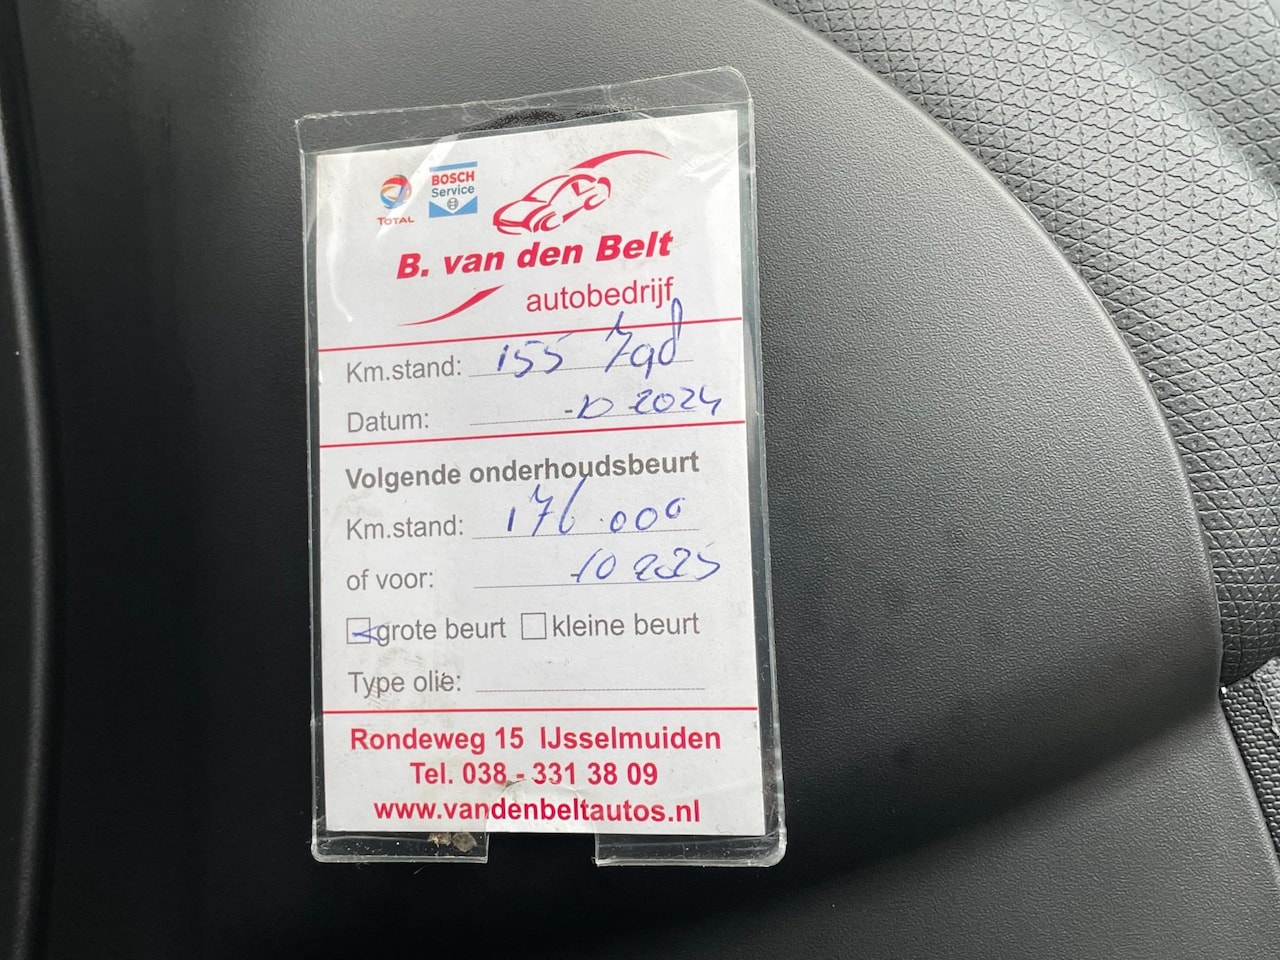 TOTAL
BOSCH
Service
B. van den Belt
autobedrijf
Km.stand: 155 798
Datum: -10 2024
Volgende onderhoudsbeurt
Km.stand: 176.000
of voor: 10 2025
grote beurt kleine beurt
Type olie:
Rondeweg 15 IJsselmuiden
Tel. 038 - 331 38 09
www.vandenbeltautos.nl